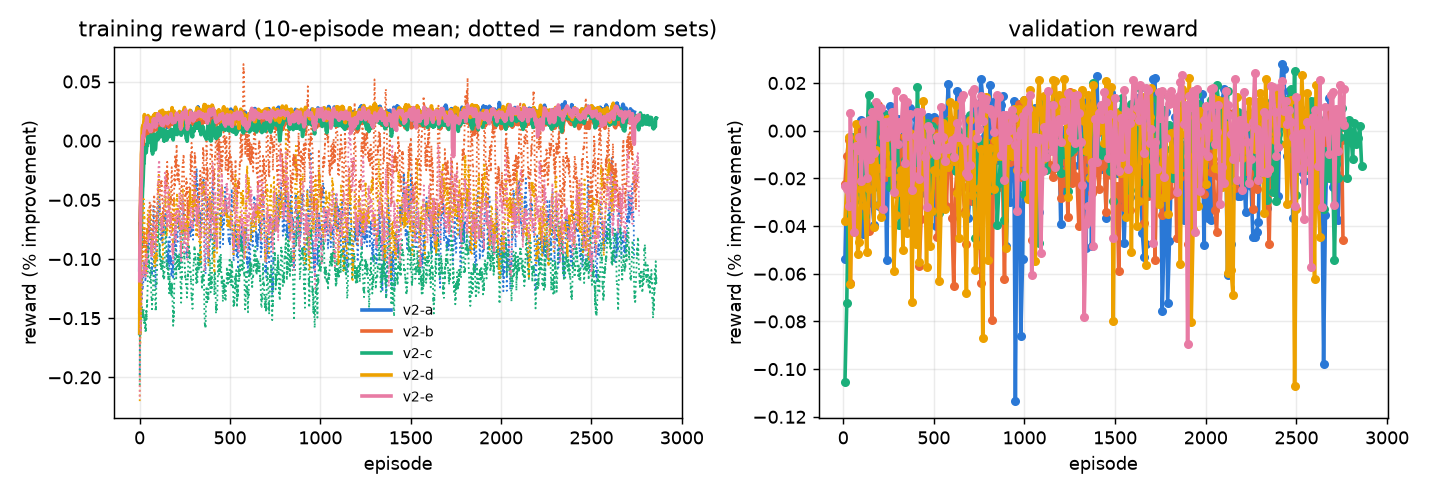 training reward (10-episode mean; dotted = random sets)
reward (% improvement)
0.05
0.00
−0.05
−0.10
−0.15
−0.20
0
500
1000
1500
2000
2500
3000
episode
v2-a
v2-b
v2-c
v2-d
v2-e
validation reward
reward (% improvement)
0.02
0.00
−0.02
−0.04
−0.06
−0.08
−0.10
−0.12
0
500
1000
1500
2000
2500
3000
episode